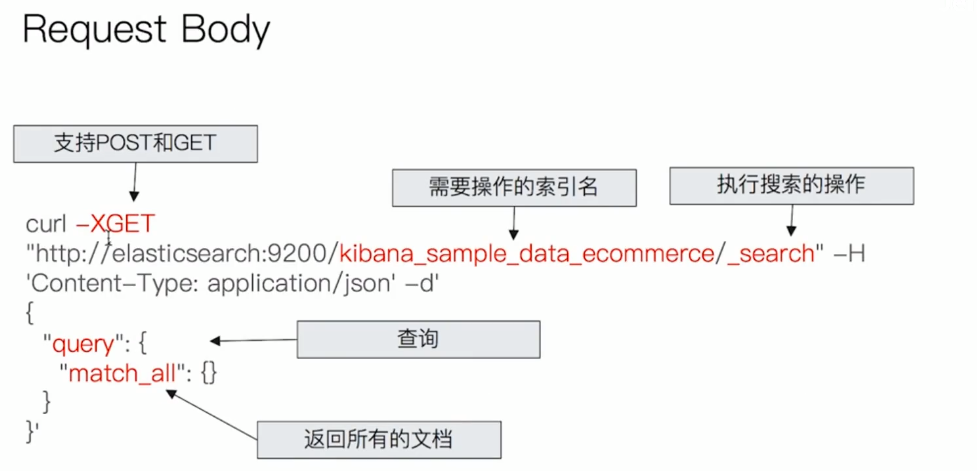 Request Body
支持POST和GET
需要操作的索引名
执行搜索的操作
curl -XGET
"http://elasticsearch:9200/kibana_sample_data_ecommerce/_search" -H
'Content-Type: application/json' -d'
{
"query": {
查询
"match_all": {}
}
}'
返回所有的文档